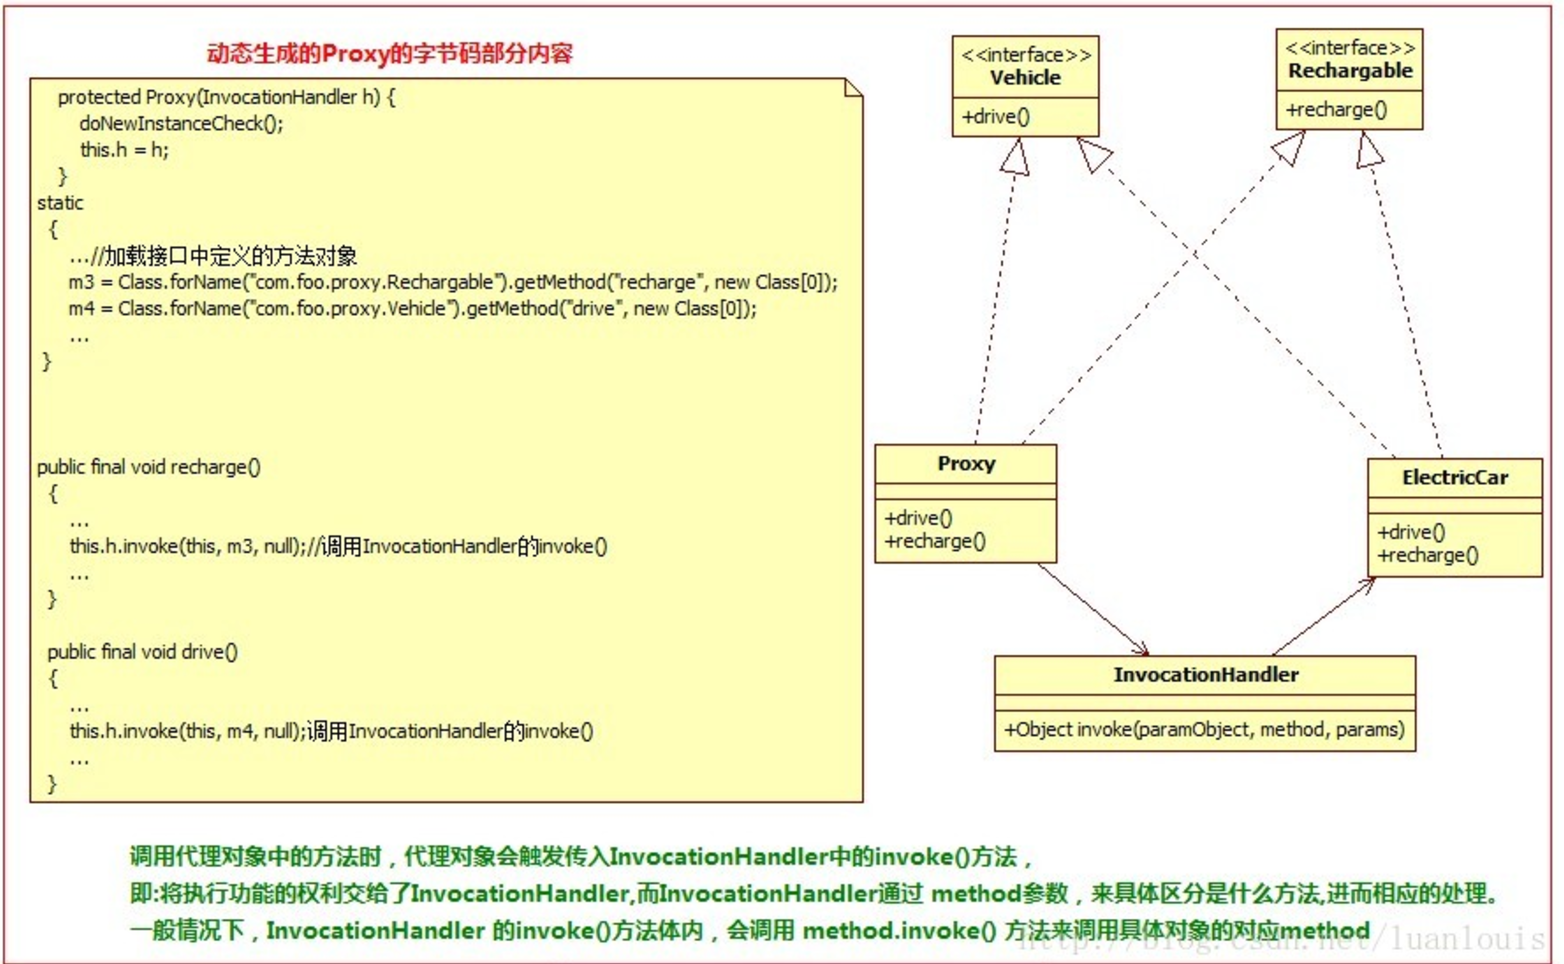 动态生成的Proxy的字节码部分内容
protected Proxy(InvocationHandler h) {
doNewInstanceCheck();
this.h = h;
}
static
{
...//加载接口中定义的方法对象
m3 = Class.forName("com.foo.proxy.Rechargable").getMethod("recharge", new Class[0]);
m4 = Class.forName("com.foo.proxy.Vehicle").getMethod("drive", new Class[0]);
...
}
public final void recharge()
{
...
this.h.invoke(this, m3, null);//调用InvocationHandler的invoke()
...
}
public final void drive()
{
...
this.h.invoke(this, m4, null);调用InvocationHandler的invoke()
...
}
<<interface>>
Vehicle
+drive()
<<interface>>
Rechargable
+recharge()
Proxy
+drive()
+recharge()
ElectricCar
+drive()
+recharge()
InvocationHandler
+Object invoke(paramObject, method, params)
调用代理对象中的方法时，代理对象会触发传入InvocationHandler中的invoke()方法，
即:将执行功能的权利交给了InvocationHandler,而InvocationHandler通过 method参数，来具体区分是什么方法,进而相应的处理。
一般情况下，InvocationHandler 的invoke()方法体内，会调用 method.invoke() 方法来调用具体对象的对应method
http://blog.csdn.net/luanlouis